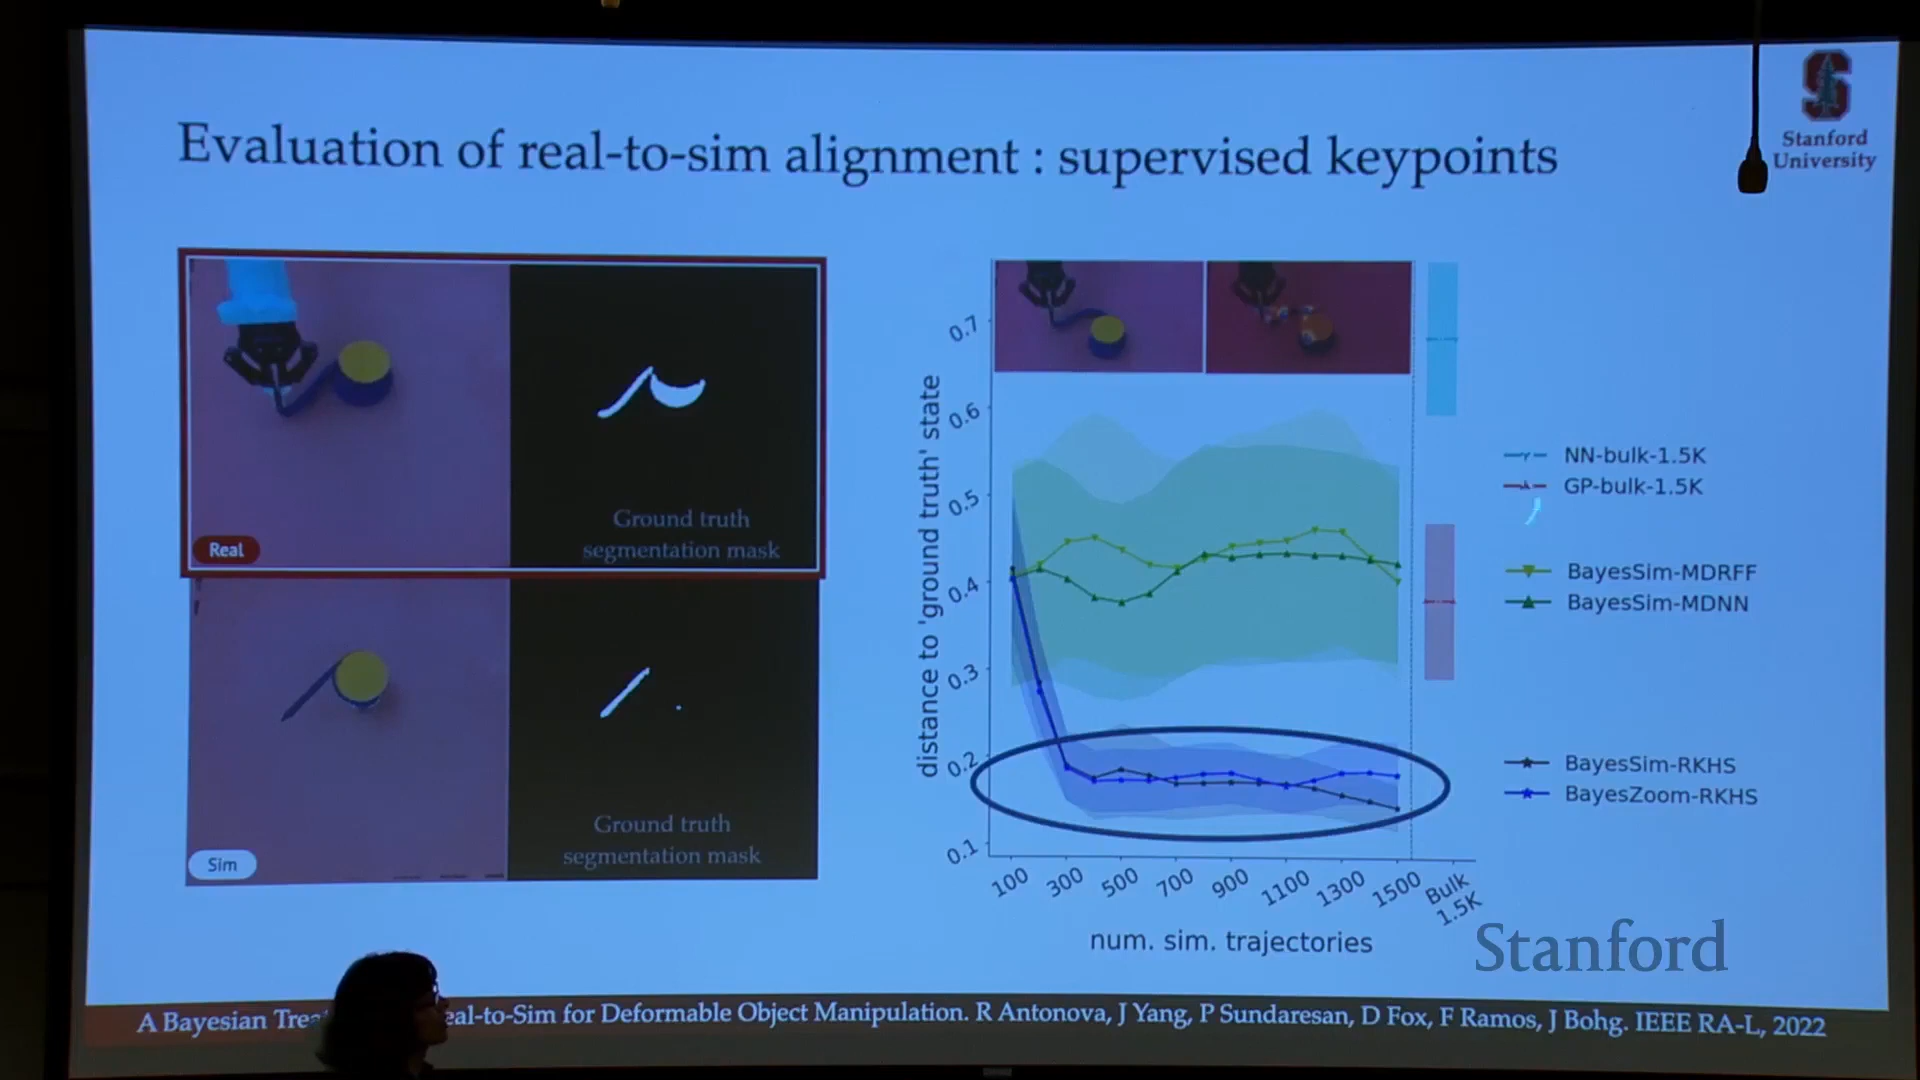 Evaluation of real-to-sim alignment : supervised keypoints
Stanford
University
Real
Ground truth
segmentation mask
Sim
Ground truth
segmentation mask
distance to 'ground truth' state
0.7
0.6
0.5
0.4
0.3
0.2
0.1
100
300
500
700
900
1100
1300
1500
Bulk
1.5K
num. sim. trajectories
NN-bulk-1.5K
GP-bulk-1.5K
BayesSim-MDRFF
BayesSim-MDNN
BayesSim-RKHS
BayesZoom-RKHS
Stanford
A Bayesian eal-to-Sim for Deformable Object Manipulation. R Antonova, J Yang, P Sundaresan, D Fox, F Ramos, J Bohg. IEEE RA-L, 2022